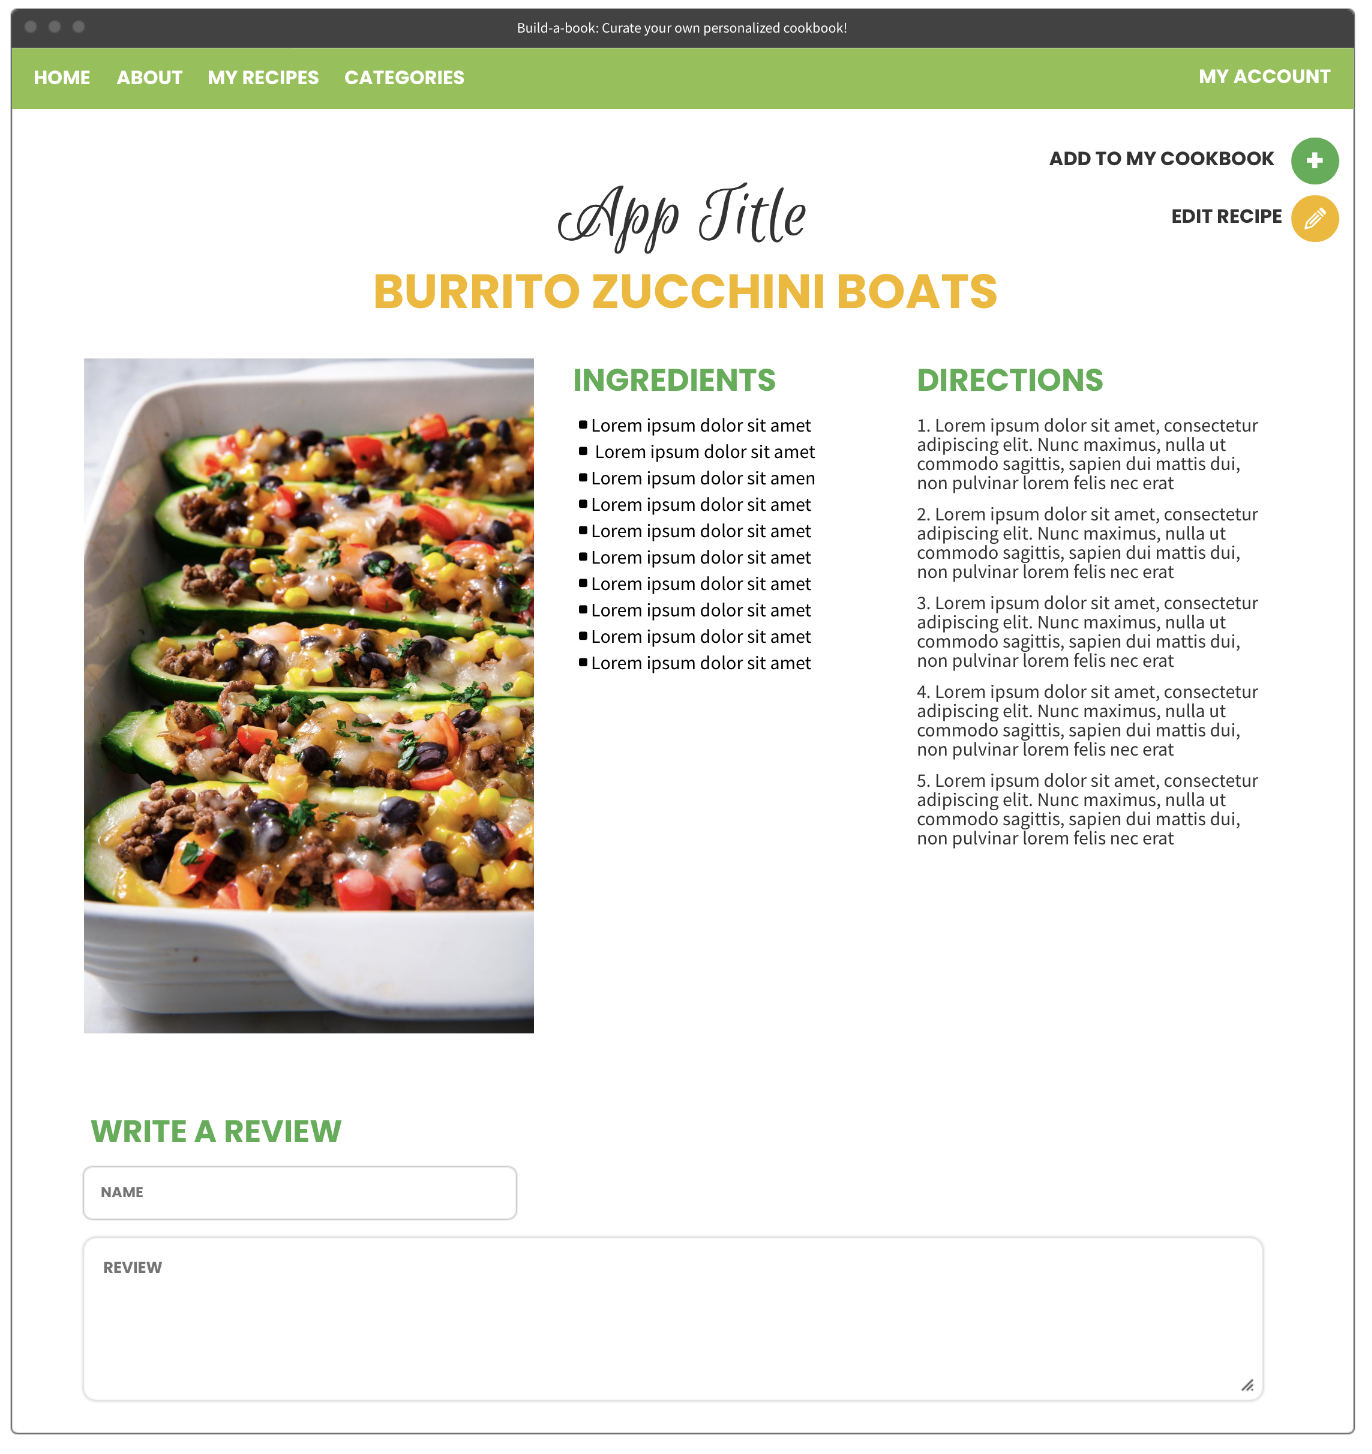 Build-a-book: Curate your own personalized cookbook!
HOME ABOUT MY RECIPES CATEGORIES MY ACCOUNT
ADD TO MY COOKBOOK
EDIT RECIPE
App Title
BURRITO ZUCCHINI BOATS
INGREDIENTS
Lorem ipsum dolor sit amet
Lorem ipsum dolor sit amet
Lorem ipsum dolor sit amen
Lorem ipsum dolor sit amet
Lorem ipsum dolor sit amet
Lorem ipsum dolor sit amet
Lorem ipsum dolor sit amet
Lorem ipsum dolor sit amet
Lorem ipsum dolor sit amet
Lorem ipsum dolor sit amet
DIRECTIONS
1. Lorem ipsum dolor sit amet, consectetur
adipiscing elit. Nunc maximus, nulla ut
commodo sagittis, sapien dui mattis dui,
non pulvinar lorem felis nec erat
2. Lorem ipsum dolor sit amet, consectetur
adipiscing elit. Nunc maximus, nulla ut
commodo sagittis, sapien dui mattis dui,
non pulvinar lorem felis nec erat
3. Lorem ipsum dolor sit amet, consectetur
adipiscing elit. Nunc maximus, nulla ut
commodo sagittis, sapien dui mattis dui,
non pulvinar lorem felis nec erat
4. Lorem ipsum dolor sit amet, consectetur
adipiscing elit. Nunc maximus, nulla ut
commodo sagittis, sapien dui mattis dui,
non pulvinar lorem felis nec erat
5. Lorem ipsum dolor sit amet, consectetur
adipiscing elit. Nunc maximus, nulla ut
commodo sagittis, sapien dui mattis dui,
non pulvinar lorem felis nec erat
WRITE A REVIEW
NAME
REVIEW